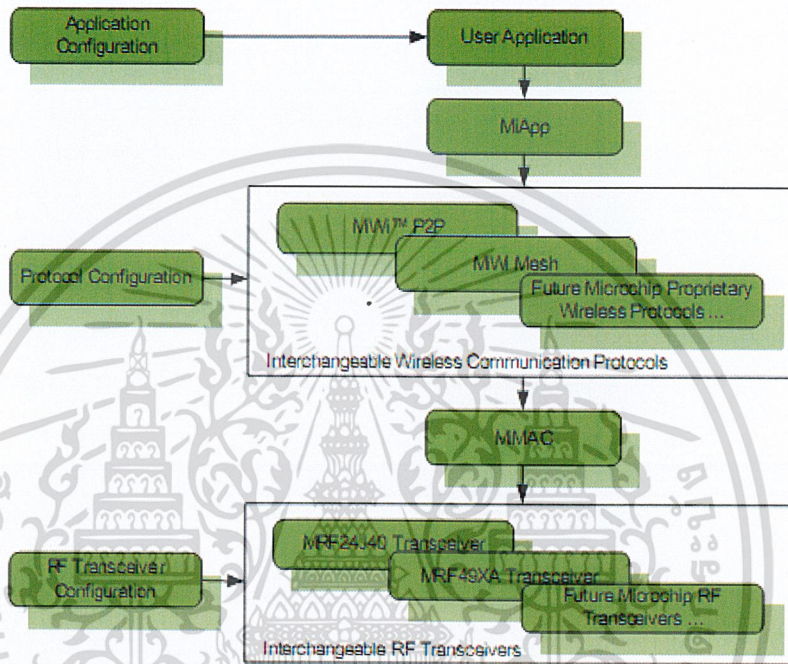 Application
Configuration
User Application
MiApp
MiWi™ P2P
MiWi Mesh
Protocol Configuration
Future Microchip Proprietary
Wireless Protocols ...
Interchangeable Wireless Communication Protocols
MiMAC
MRF24J40 Transceiver
RF Transceiver
Configuration
MRF49XA Transceiver
Future Microchip RF
Transceivers ...
Interchangeable RF Transceivers